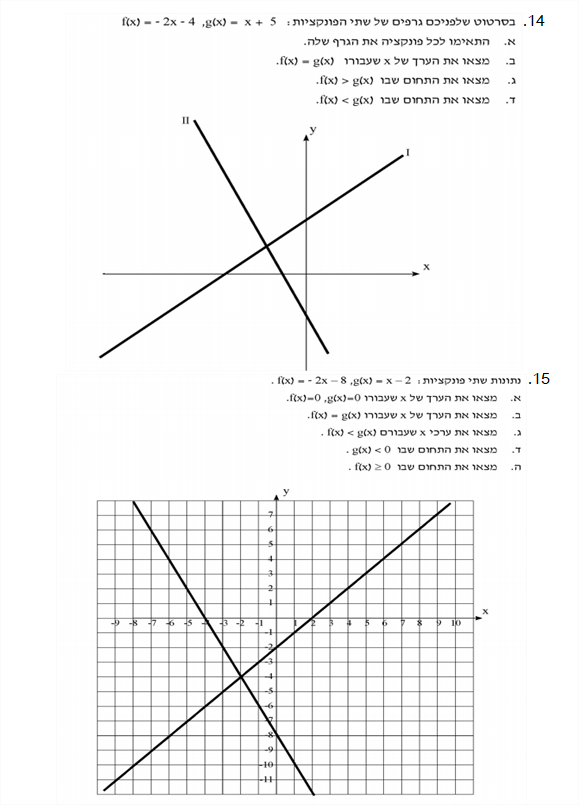 14. בסרטוט שלפניכם גרפים של שתי הפונקציות: f(x) = - 2x - 4 ,g(x) = x + 5
א. התאימו לכל פונקציה את הגרף שלה.
ב. מצאו את הערך של x שעבורו f(x) = g(x).
ג. מצאו את התחום שבו f(x) > g(x).
ד. מצאו את התחום שבו f(x) < g(x).
II
y
I
x
15. נתונות שתי פונקציות: f(x) = - 2x – 8 ,g(x) = x – 2 .
א. מצאו את הערך של x שעבורו f(x)=0 ,g(x)=0.
ב. מצאו את הערך של x שעבורו f(x) = g(x).
ג. מצאו את ערכי x שעבורם f(x) < g(x) .
ד. מצאו את התחום שבו g(x) < 0 .
ה. מצאו את התחום שבו f(x) ≥ 0 .
y
7
6
5
4
3
2
1
x
-9 -8 -7 -6 -5 -3 -2 -1 1 2 3 4 5 6 7 8 9 10
-1
-2
-3
-4
-5
-6
-7
-8
-9
-10
-11